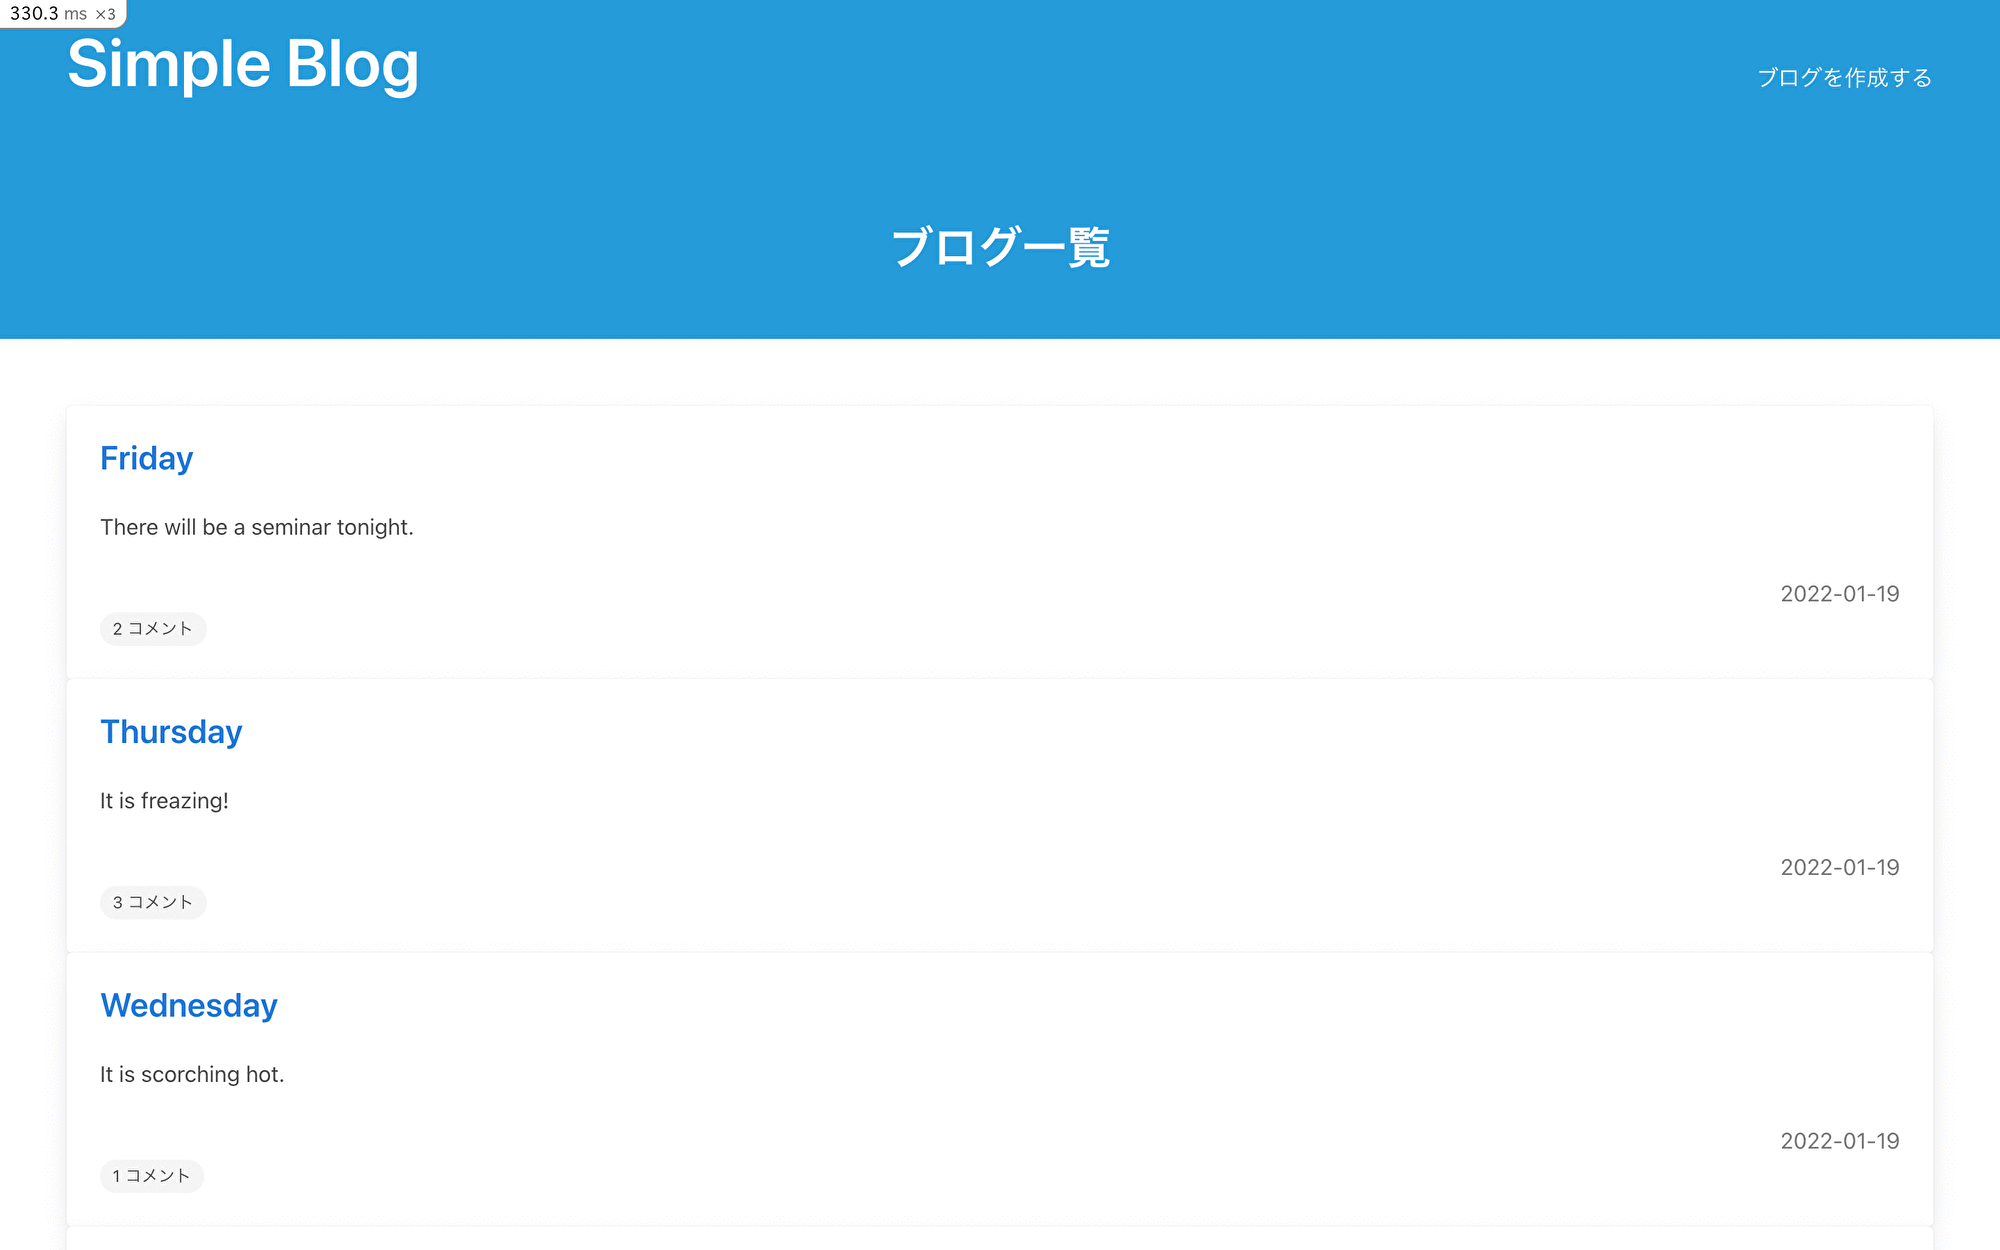 330.3 ms ×3
Simple Blog
ブログを作成する
ブログ一覧
Friday
There will be a seminar tonight.
2022-01-19
2 コメント
Thursday
It is freazing!
2022-01-19
3 コメント
Wednesday
It is scorching hot.
2022-01-19
1 コメント